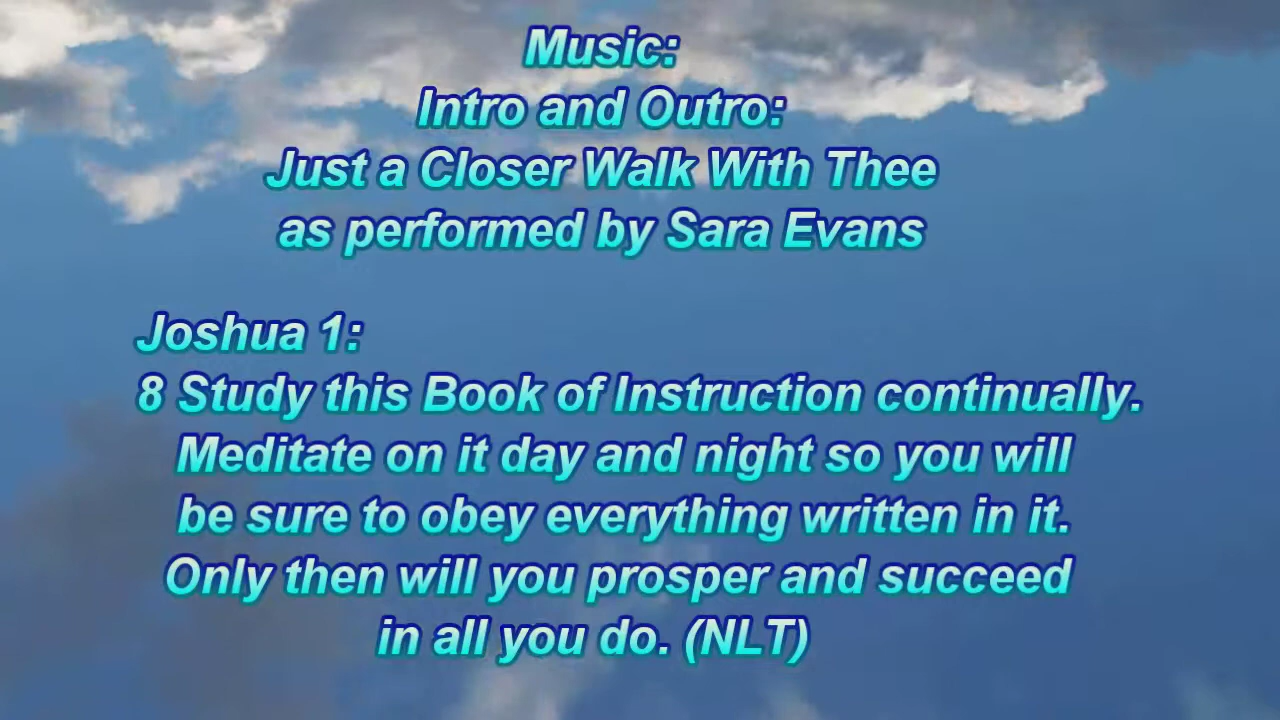 Music:
Intro and Outro:
Just a Closer Walk With Thee
as performed by Sara Evans
Joshua 1:
8 Study this Book of Instruction continually.
Meditate on it day and night so you will
be sure to obey everything written in it.
Only then will you prosper and succeed
in all you do. (NLT)